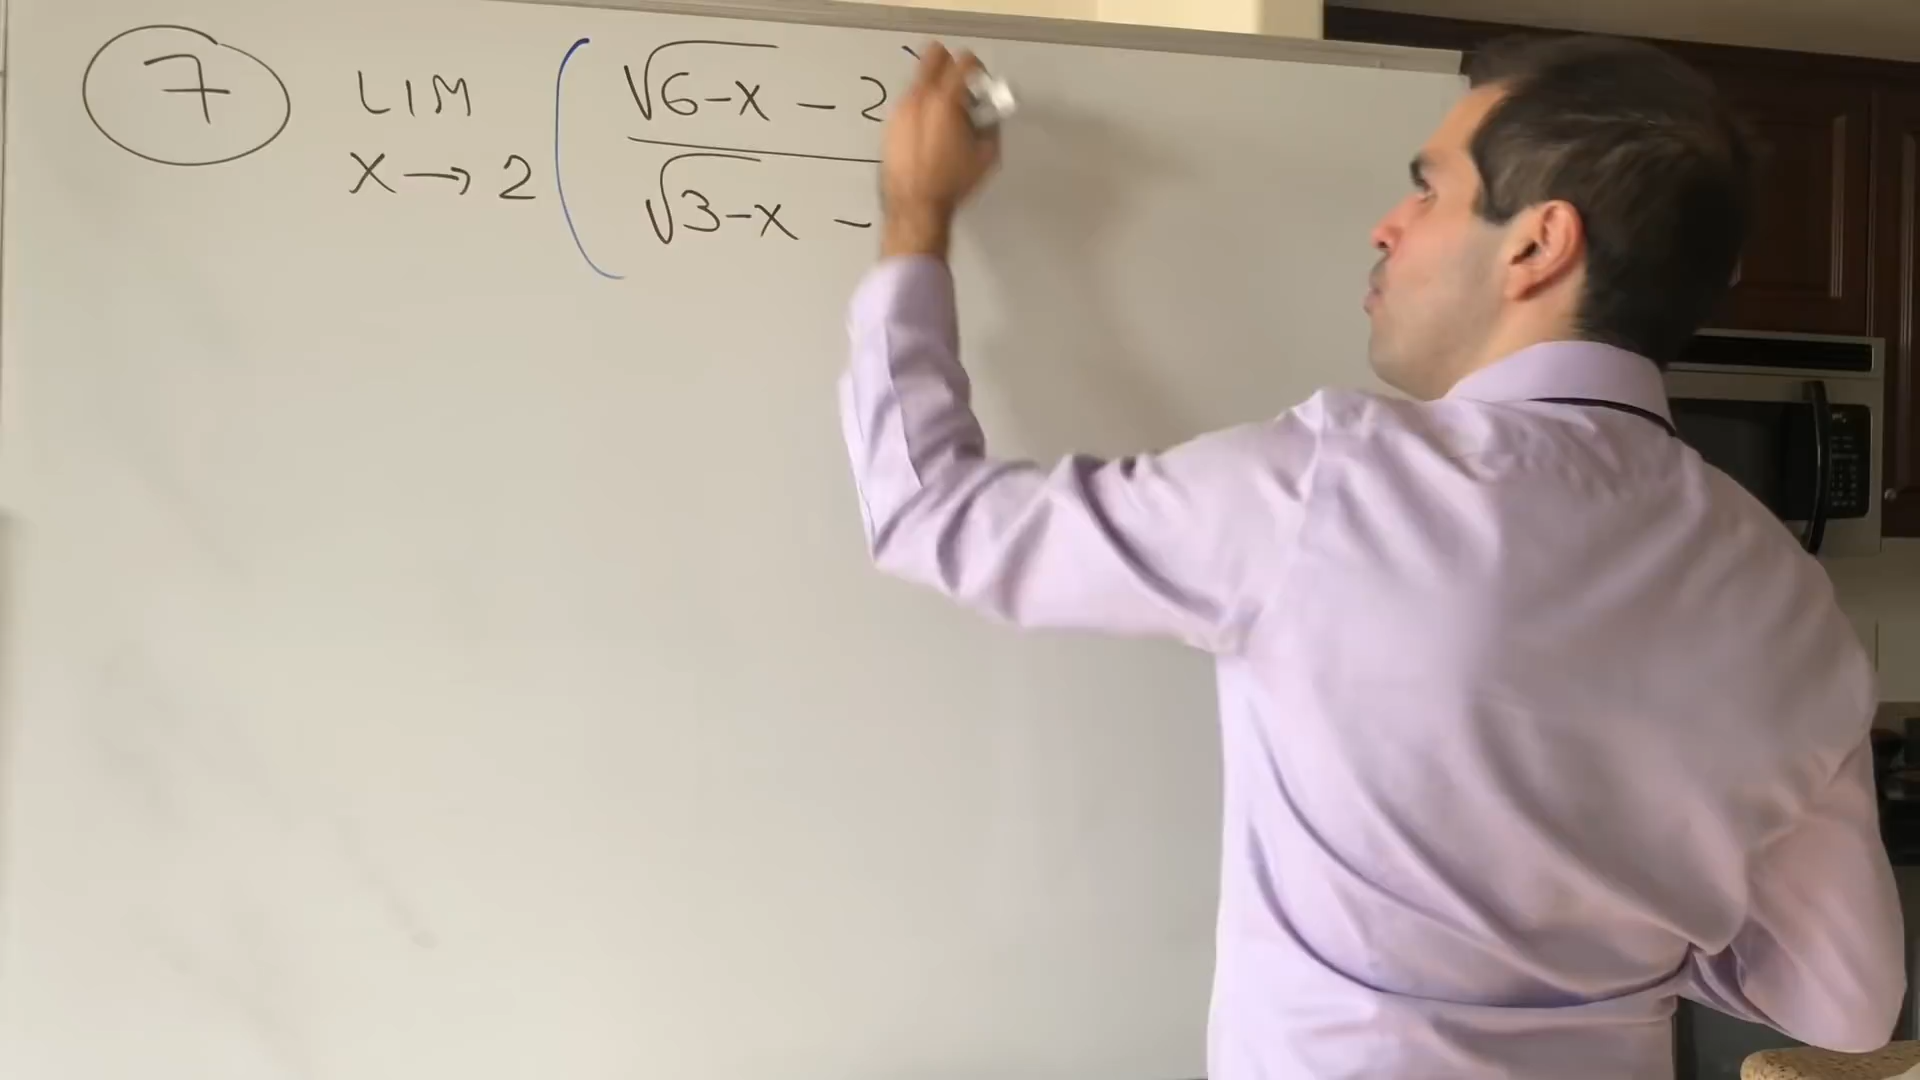 7 LIM ( √6-x - 2
x→2 √3-x -